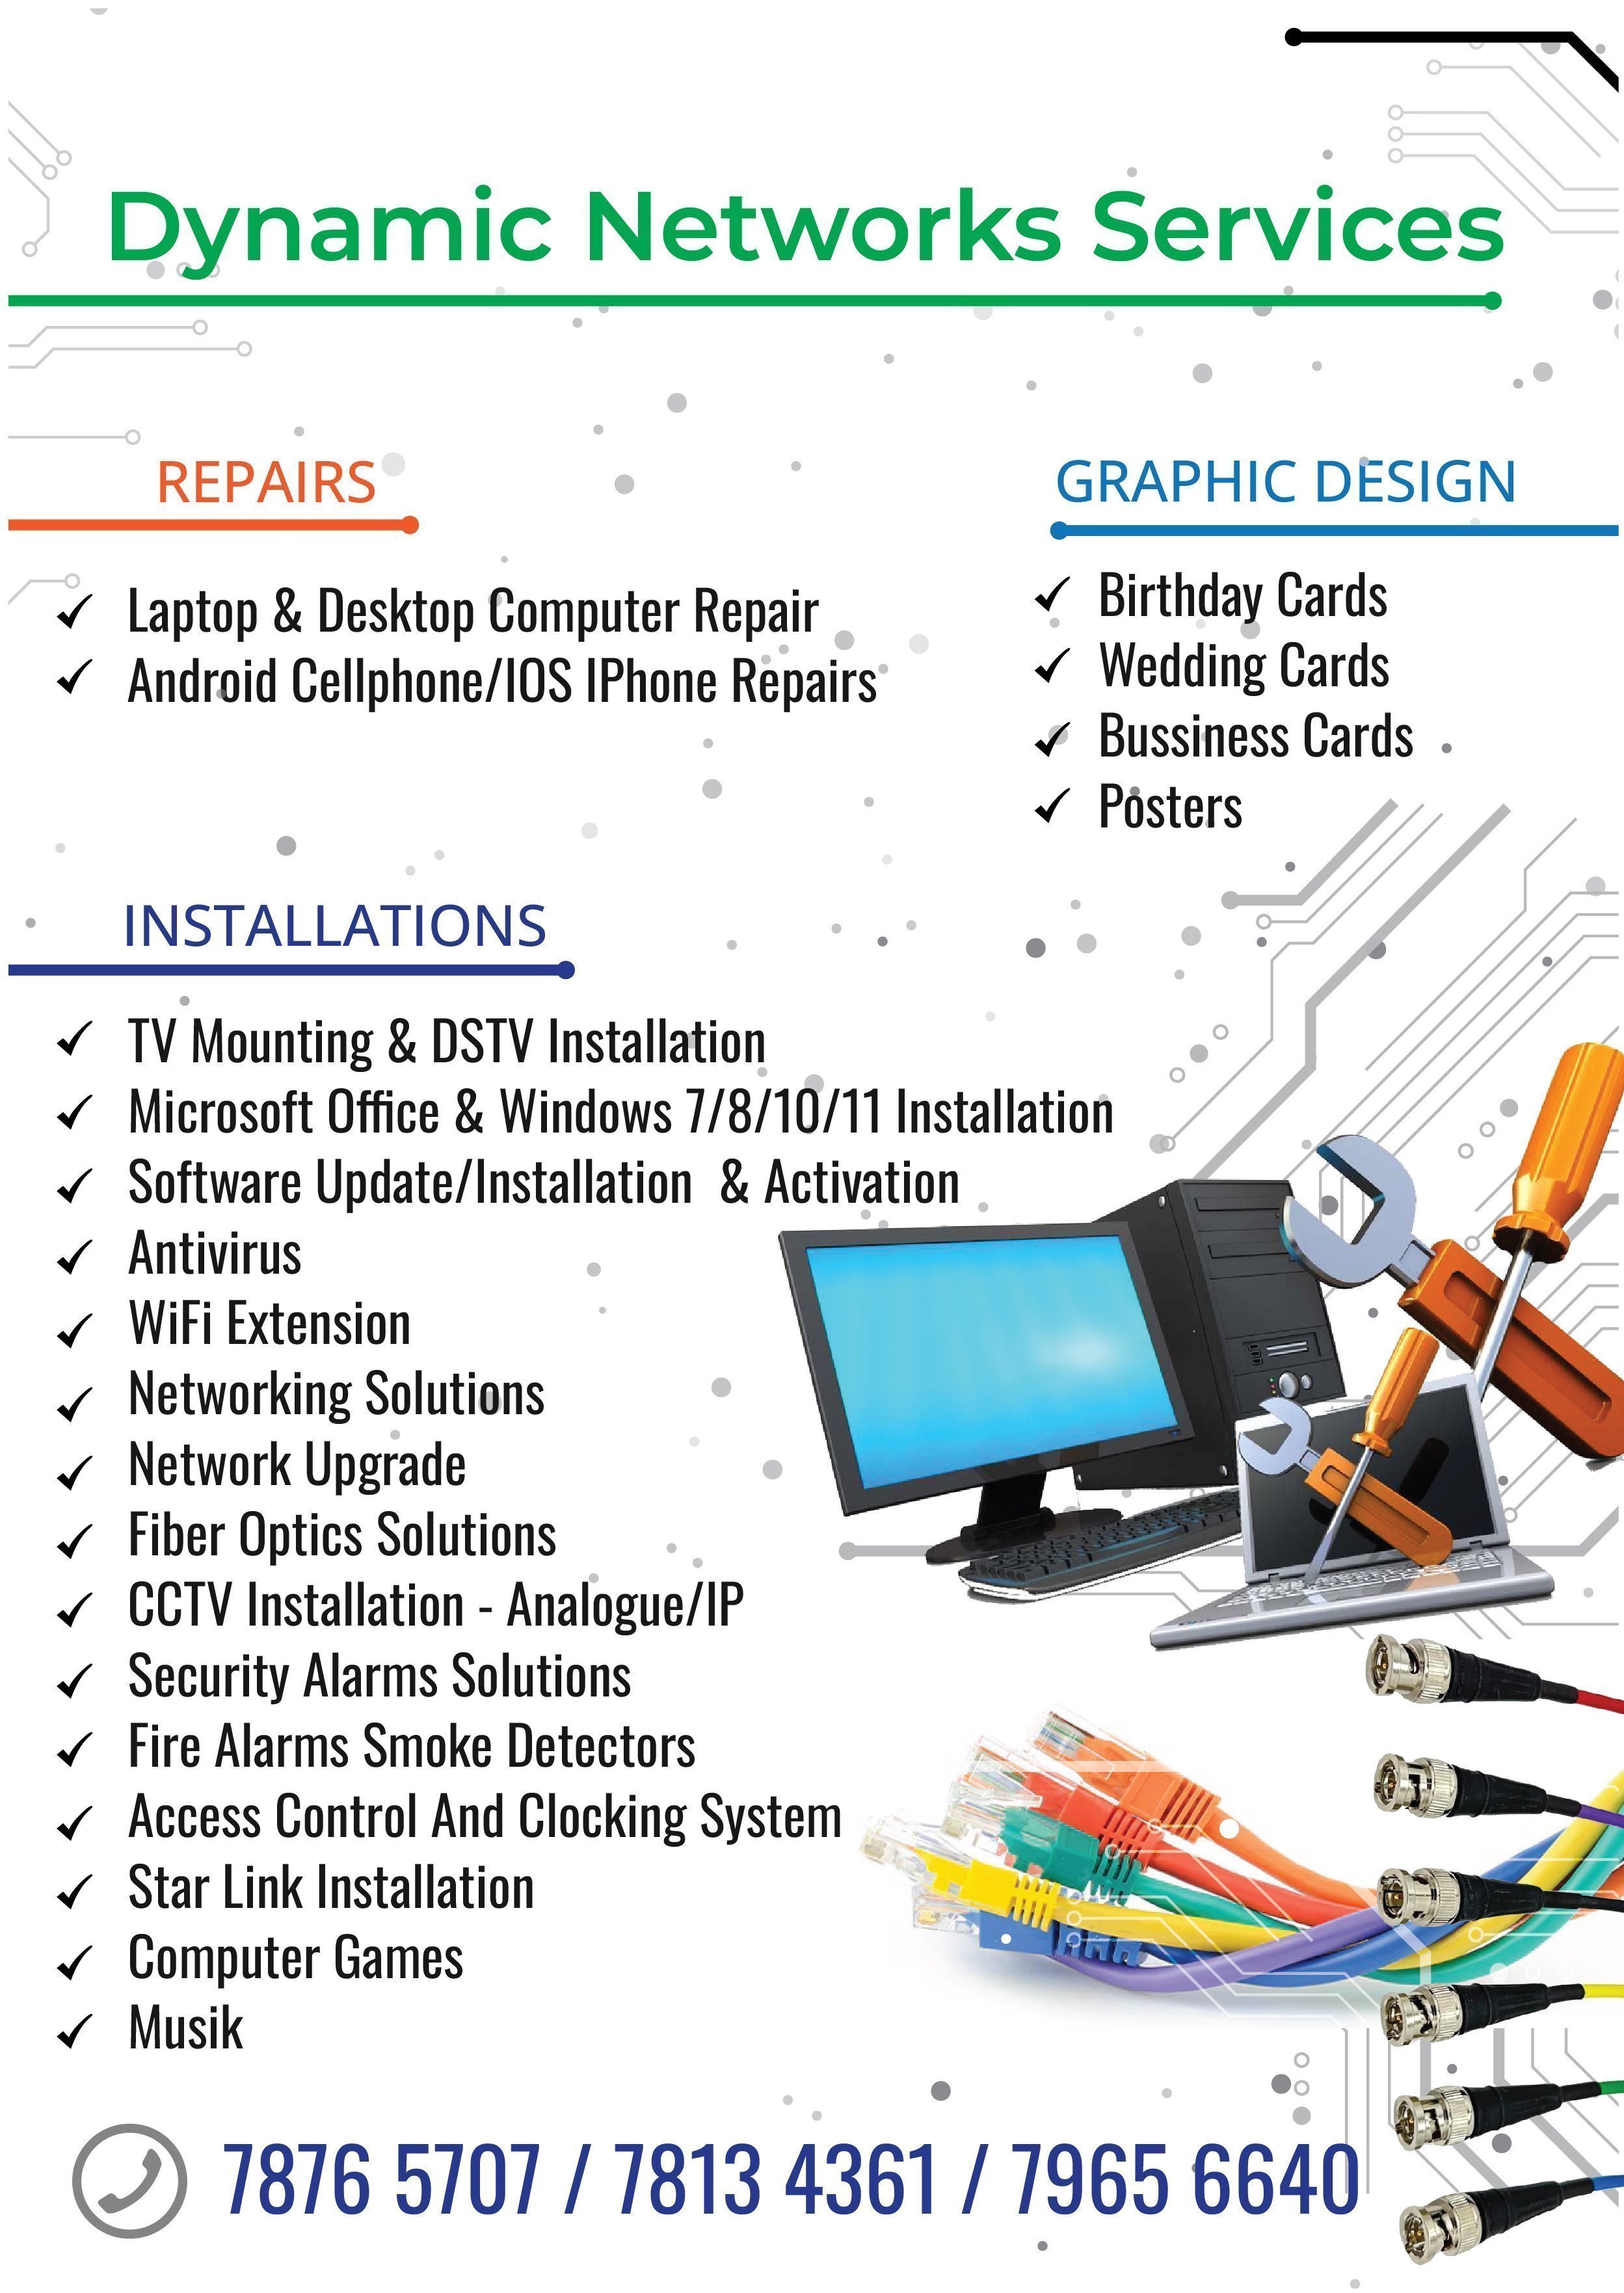 Dynamic Networks Services
REPAIRS
Laptop & Desktop Computer Repair
Android Cellphone/IOS IPhone Repairs
GRAPHIC DESIGN
Birthday Cards
Wedding Cards
Bussiness Cards
Posters
INSTALLATIONS
TV Mounting & DSTV Installation
Microsoft Office & Windows 7/8/10/11 Installation
Software Update/Installation & Activation
Antivirus
WiFi Extension
Networking Solutions
Network Upgrade
Fiber Optics Solutions
CCTV Installation - Analogue/IP
Security Alarms Solutions
Fire Alarms Smoke Detectors
Access Control And Clocking System
Star Link Installation
Computer Games
Musik
7876 5707 / 7813 4361 / 7965 6640